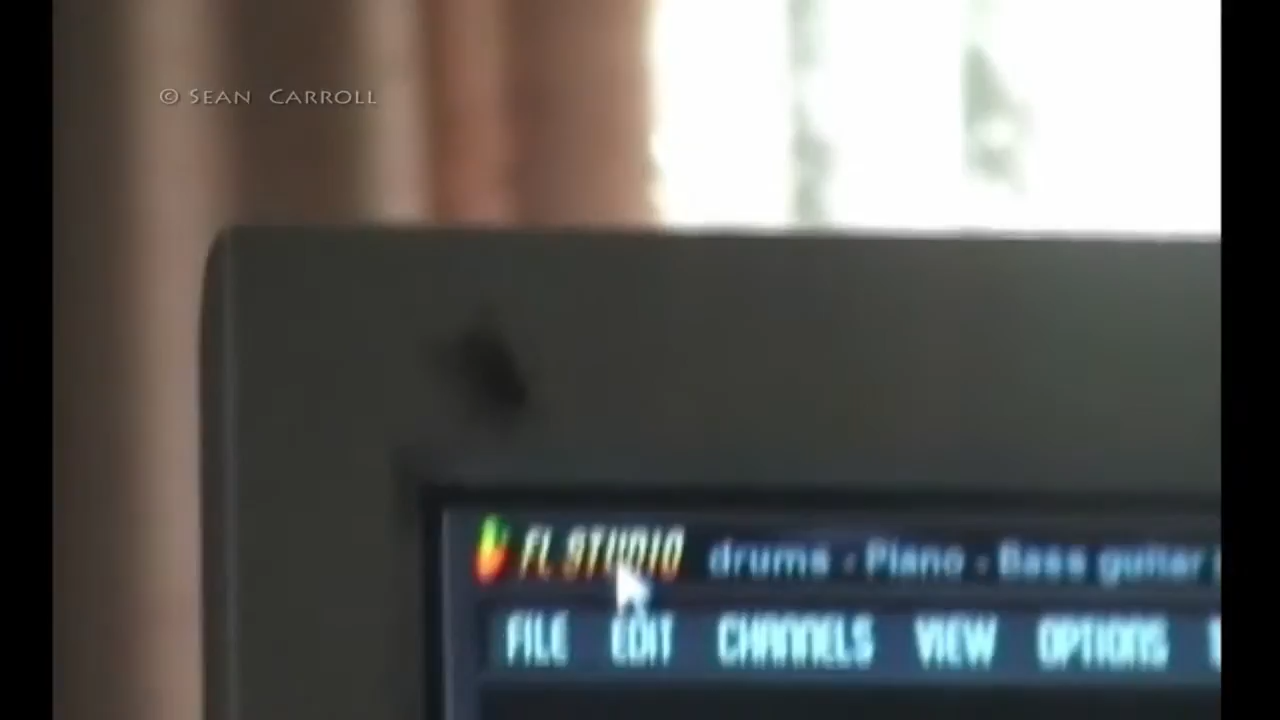 © SEAN CARROLL
FL STUDIO drums - Piano - Bass guitar
FILE EDIT CHANNELS VIEW OPTIONS